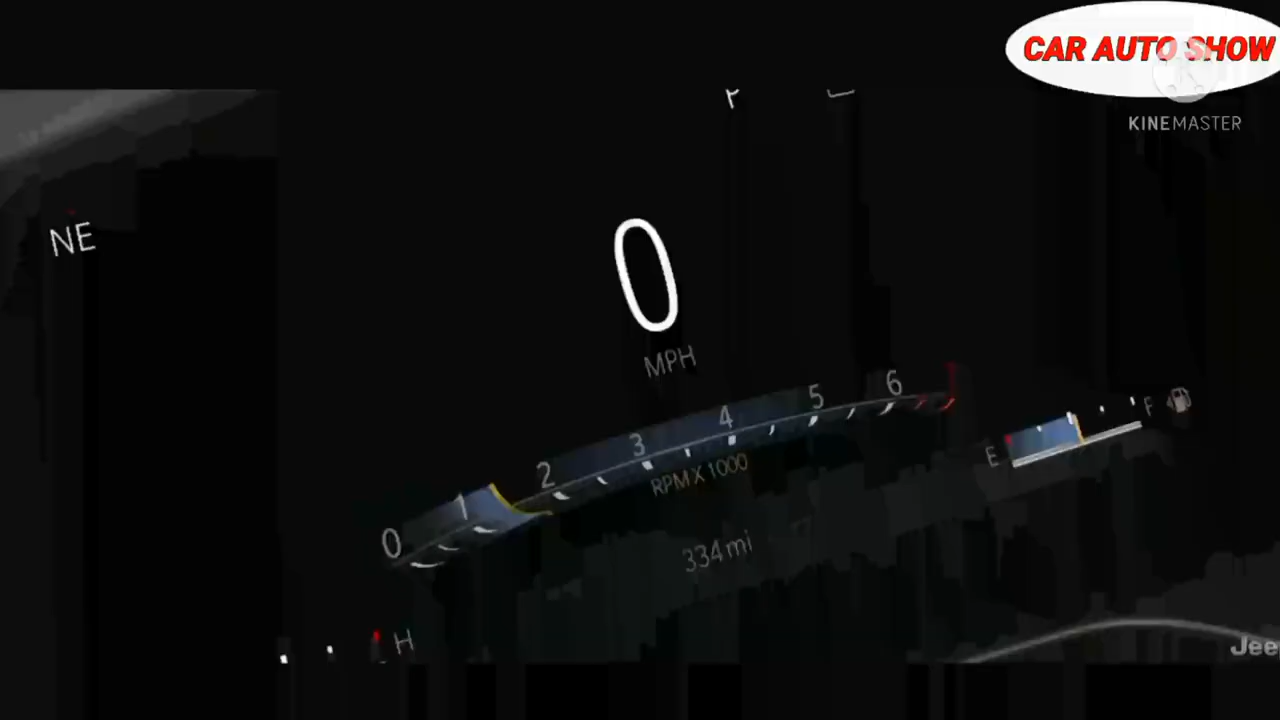 CAR AUTO SHOW
KINEMASTER
NE
0
MPH
0 1 2 3 4 5 6
RPM X 1000
E F
334 mi
H
Jee